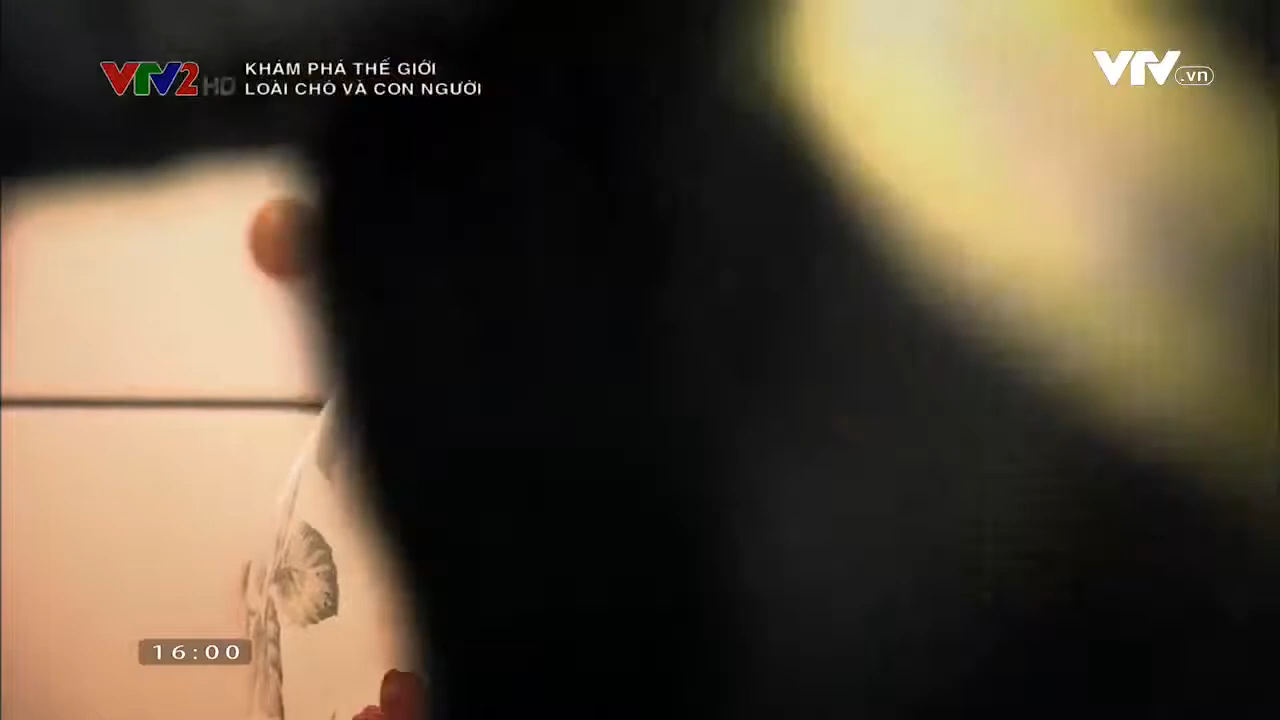 VTV2 HD
KHÁM PHÁ THẾ GIỚI
LOÀI CHÓ VÀ CON NGƯỜI
VTV.vn
16:00